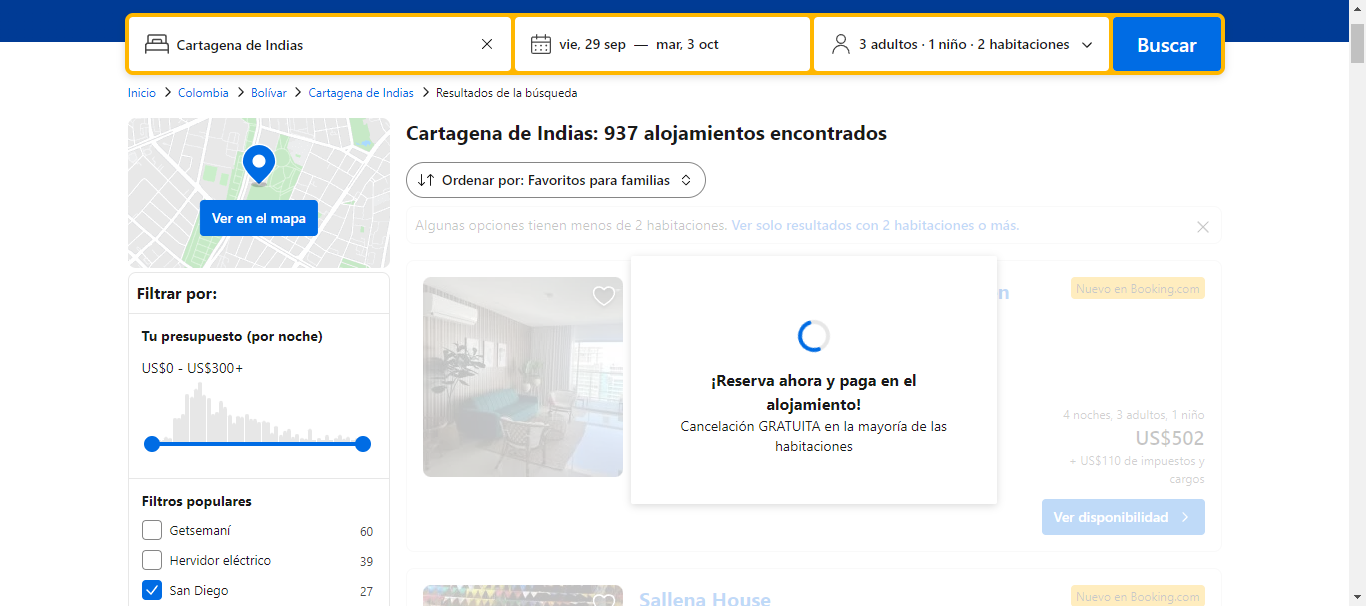 Cartagena de Indias
vie, 29 sep — mar, 3 oct
3 adultos · 1 niño · 2 habitaciones
Buscar
Inicio > Colombia > Bolívar > Cartagena de Indias > Resultados de la búsqueda
Ver en el mapa
Filtrar por:
Tu presupuesto (por noche)
US$0 - US$300+
Filtros populares
Getsemaní 60
Hervidor eléctrico 39
San Diego 27
Cartagena de Indias: 937 alojamientos encontrados
Ordenar por: Favoritos para familias
Algunas opciones tienen menos de 2 habitaciones. Ver solo resultados con 2 habitaciones o más.
¡Reserva ahora y paga en el
alojamiento!
Cancelación GRATUITA en la mayoría de las
habitaciones
Nuevo en Booking.com
4 noches, 3 adultos, 1 niño
US$502
+ US$110 de impuestos y
cargos
Ver disponibilidad
Sallena House
Nuevo en Booking.com